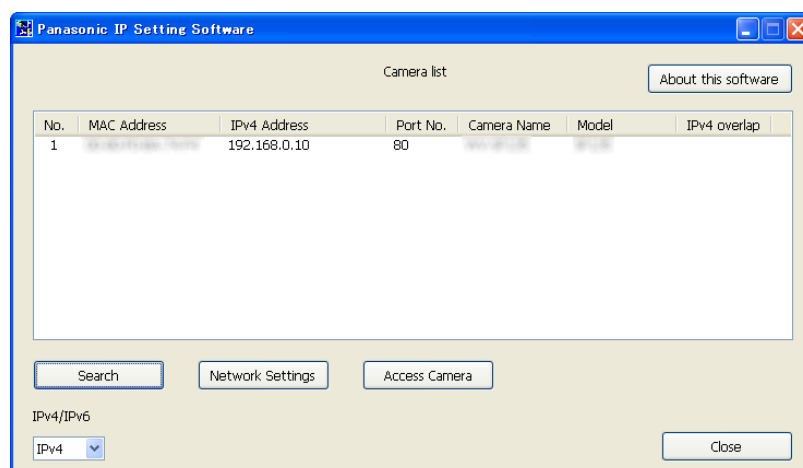 Panasonic IP Setting Software
Camera list
About this software
No. MAC Address IPv4 Address Port No. Camera Name Model IPv4 overlap
1 192.168.0.10 80
Search Network Settings Access Camera
IPv4/IPv6
IPv4
Close